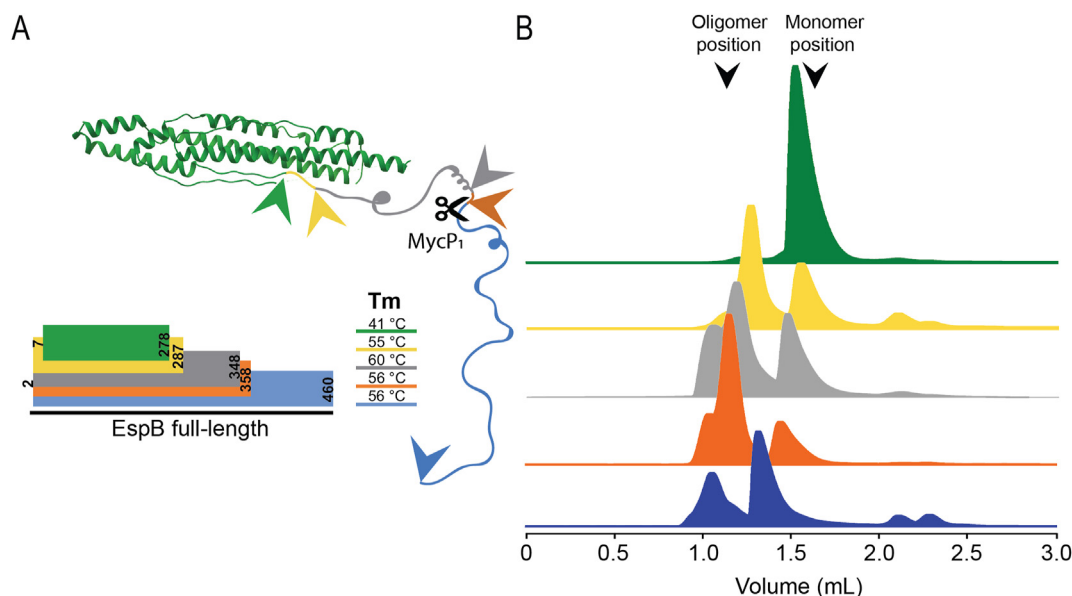 A
B
Oligomer position
Monomer position
MycP₁
Tm
41 °C
55 °C
60 °C
56 °C
56 °C
7
278
287
348
358
2
460
EspB full-length
0
0.5
1.0
1.5
2.0
2.5
3.0
Volume (mL)